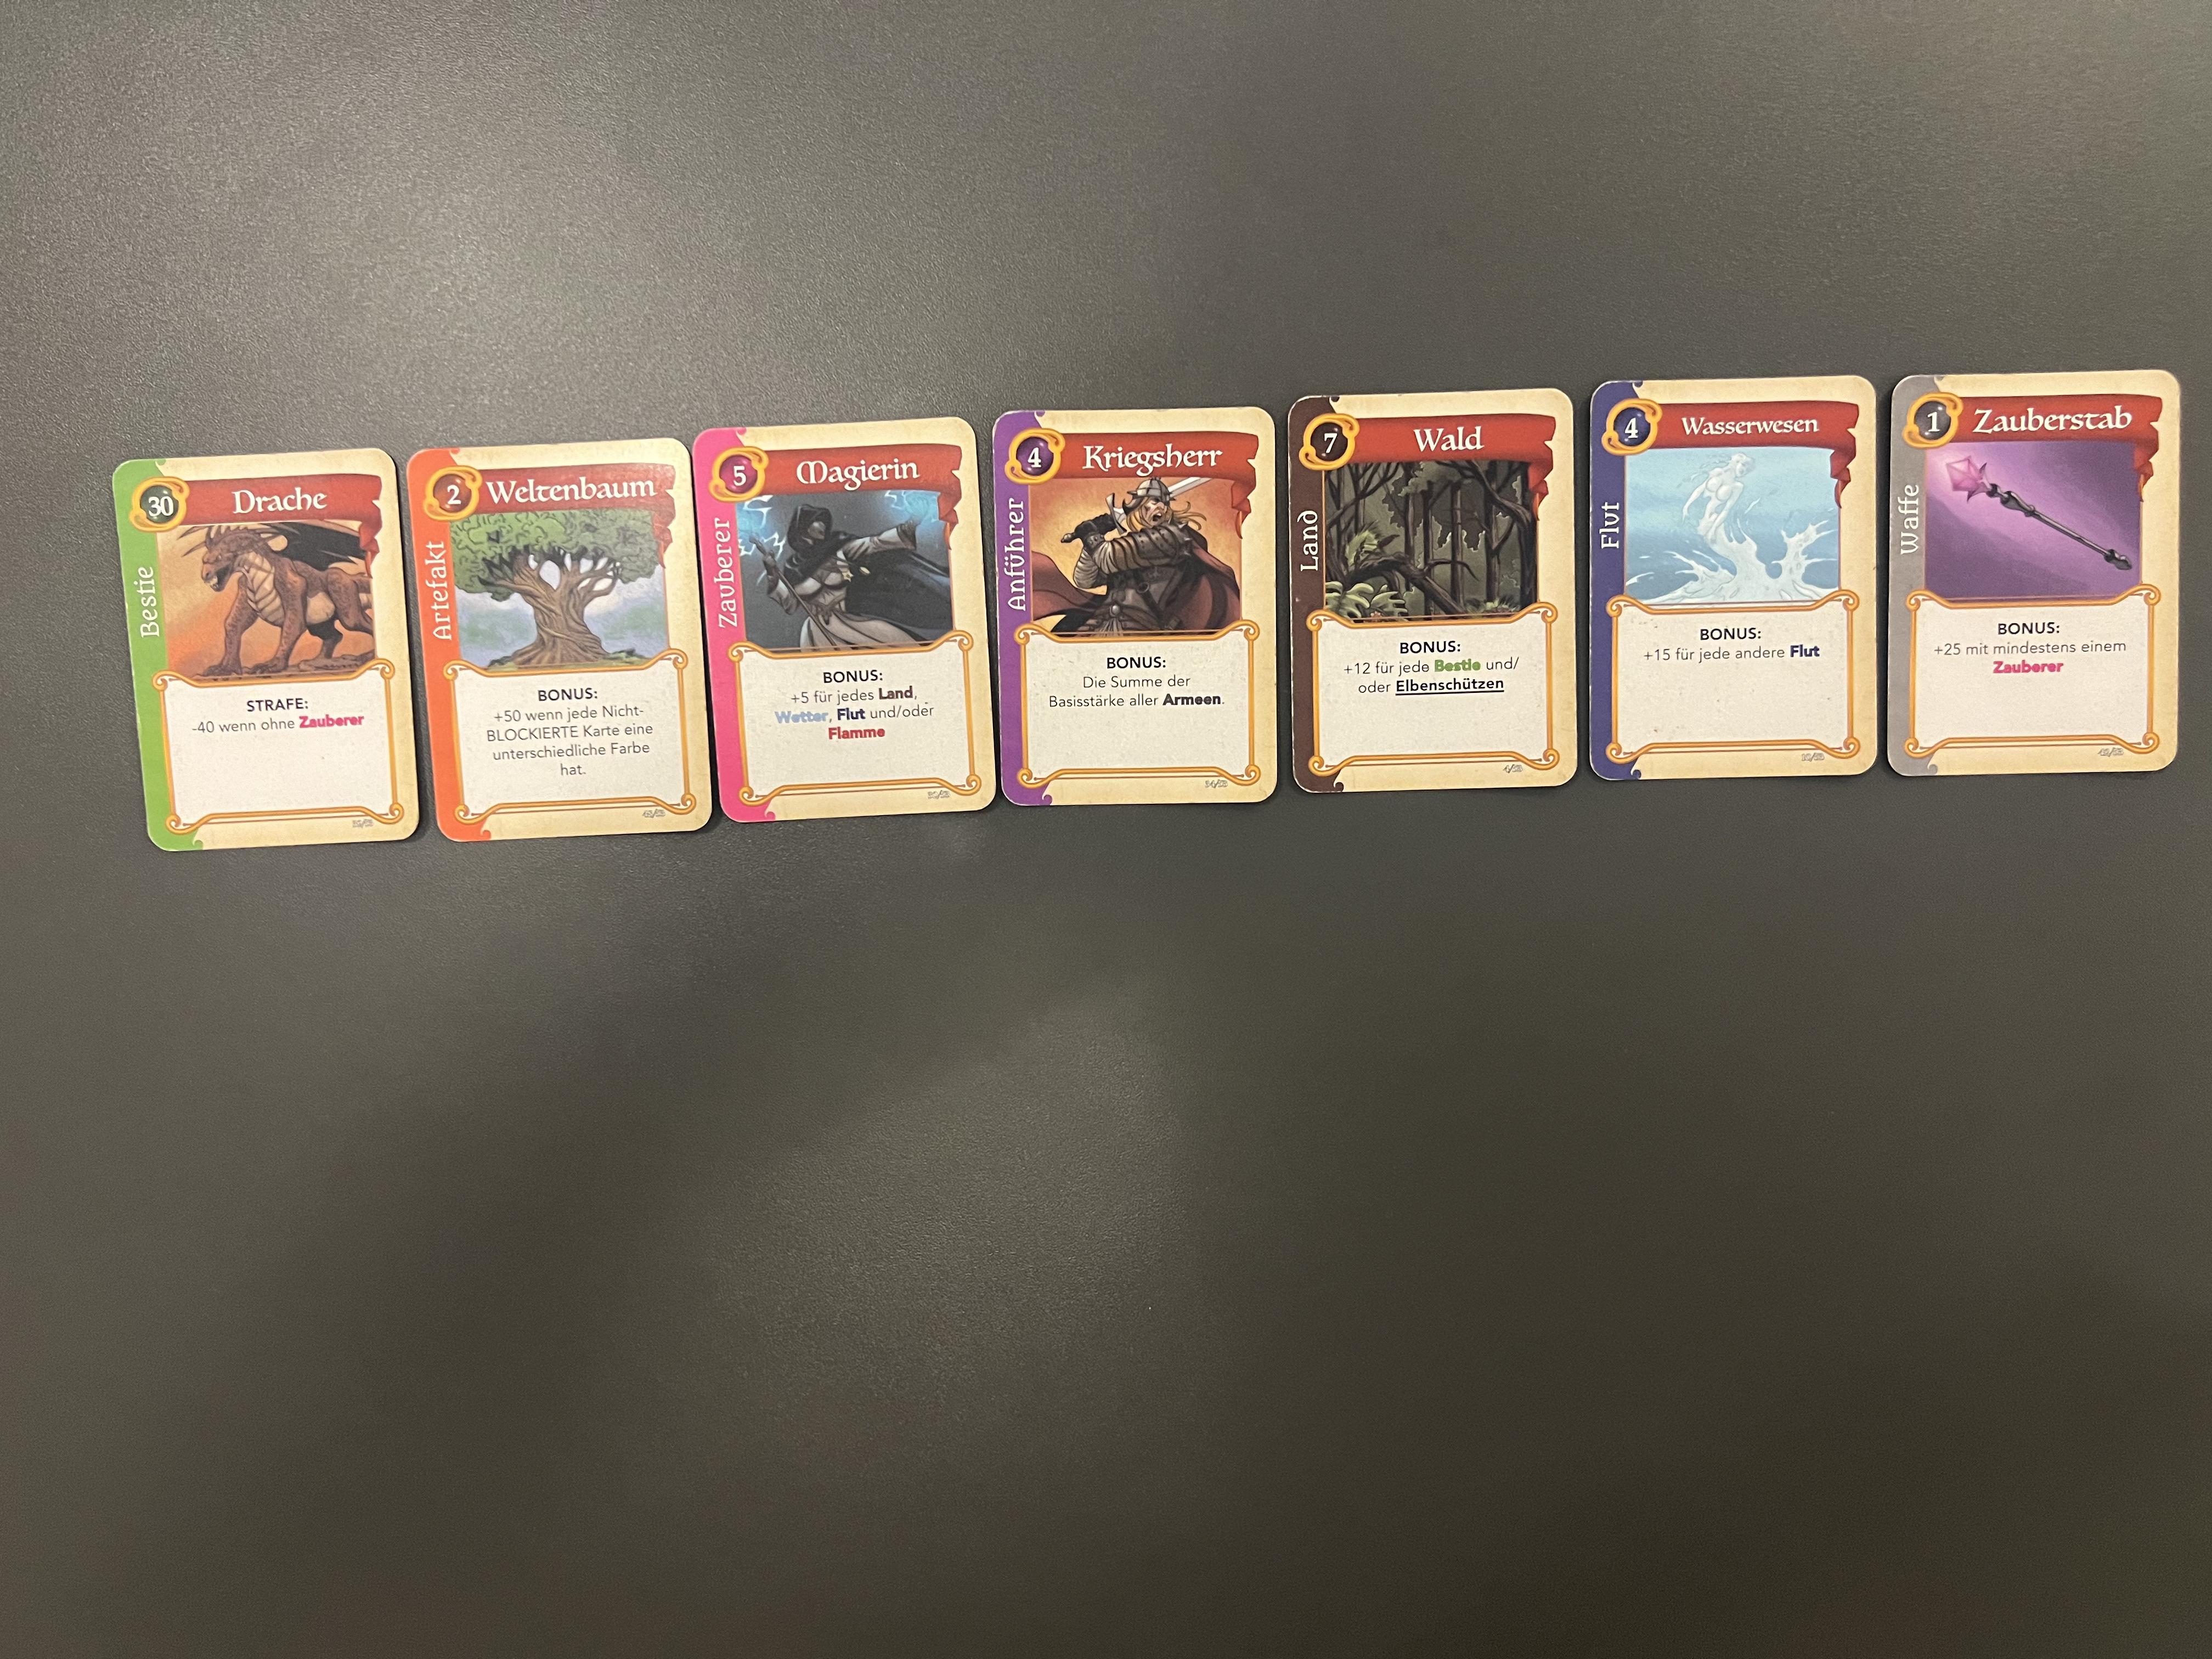 Bestie
30
Drache
STRAFE:
-40 wenn ohne Zauberer
Artefakt
2
Weltenbaum
BONUS:
+50 wenn jede Nicht-
BLOCKIERTE Karte eine
unterschiedliche Farbe
hat.
Zauberer
5
Magierin
BONUS:
+5 für jedes Land,
Wetter, Flut und/oder
Flamme
Anführer
4
Kriegsherr
BONUS:
Die Summe der
Basisstärke aller Armeen.
Land
7
Wald
BONUS:
+12 für jede Bestie und/
oder Elbenschützen
Flut
4
Wasserwesen
BONUS:
+15 für jede andere Flut
Waffe
1
Zauberstab
BONUS:
+25 mit mindestens einem
Zauberer